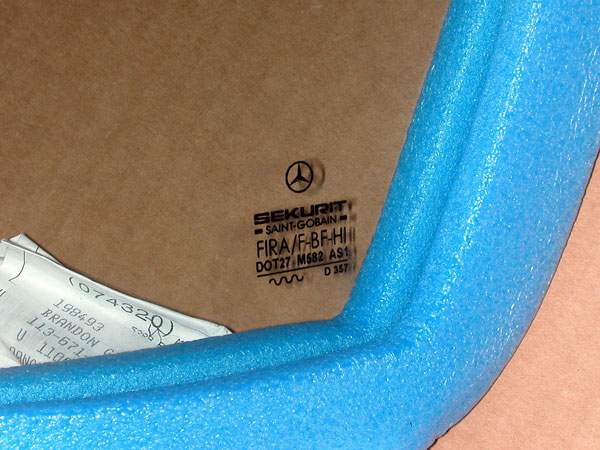 SEKURIT
SAINT-GOBAIN
FIRA/F-BF-HI
DOT27 M582 AS1
D 357
(074320)
198493
BRANDON
113-671
U 110